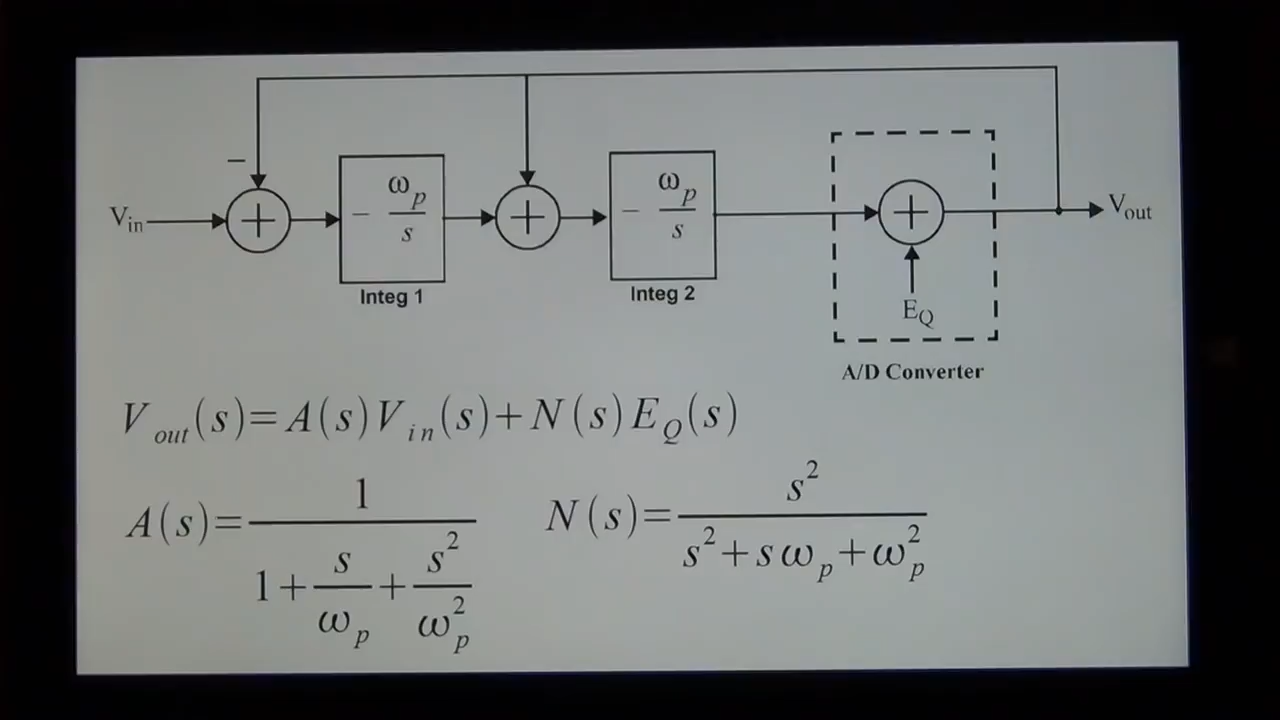 −
V_in + − ω_p/s + − ω_p/s + V_out
Integ 1 Integ 2 E_Q
A/D Converter
V_out(s)=A(s)V_in(s)+N(s)E_Q(s)
A(s)=1/(1+s/ω_p+s²/ω_p²) N(s)=s²/(s²+sω_p+ω_p²)